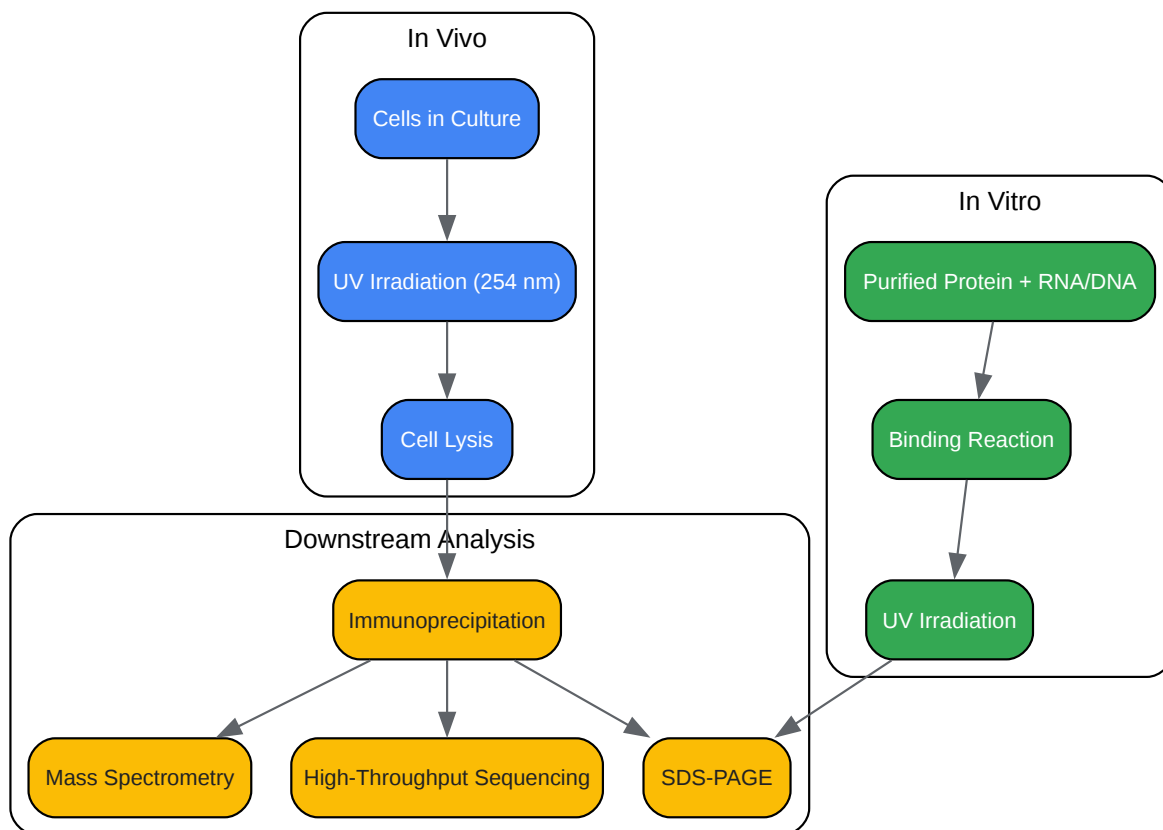 In Vivo
Cells in Culture
UV Irradiation (254 nm)
Cell Lysis
In Vitro
Purified Protein + RNA/DNA
Binding Reaction
UV Irradiation
Downstream Analysis
Immunoprecipitation
Mass Spectrometry
High-Throughput Sequencing
SDS-PAGE